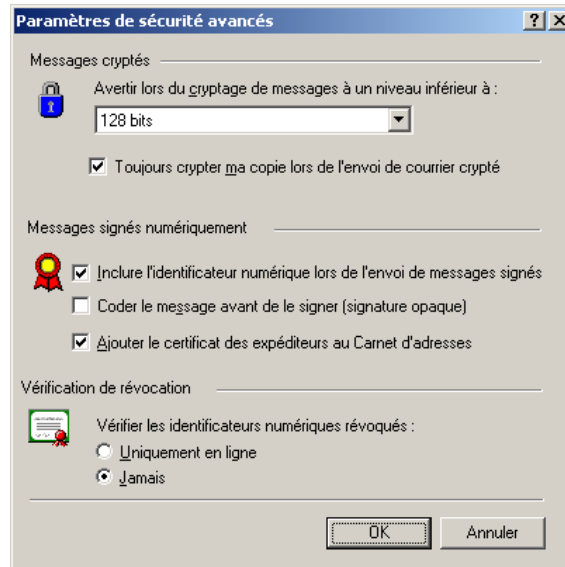 Paramètres de sécurité avancés
Messages cryptés
Avertir lors du cryptage de messages à un niveau inférieur à :
128 bits
Toujours crypter ma copie lors de l'envoi de courrier crypté
Messages signés numériquement
Inclure l'identificateur numérique lors de l'envoi de messages signés
Coder le message avant de le signer (signature opaque)
Ajouter le certificat des expéditeurs au Carnet d'adresses
Vérification de révocation
Vérifier les identificateurs numériques révoqués :
Uniquement en ligne
Jamais
OK Annuler